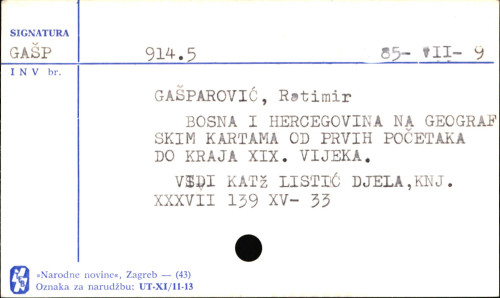 SIGNATURA
GAŠP 914.5 85- VII- 9
INV br.
GAŠPAROVIĆ, Ratimir
BOSNA I HERCEGOVINA NA GEOGRAF
SKIM KARTAMA OD PRVIH POČETAKA
DO KRAJA XIX. VIJEKA.
VIDI KATŽ LISTIĆ DJELA,KNJ.
XXXVII 139 XV- 33
»Narodne novine«, Zagreb — (43)
Oznaka za narudžbu: UT-XI/11-13